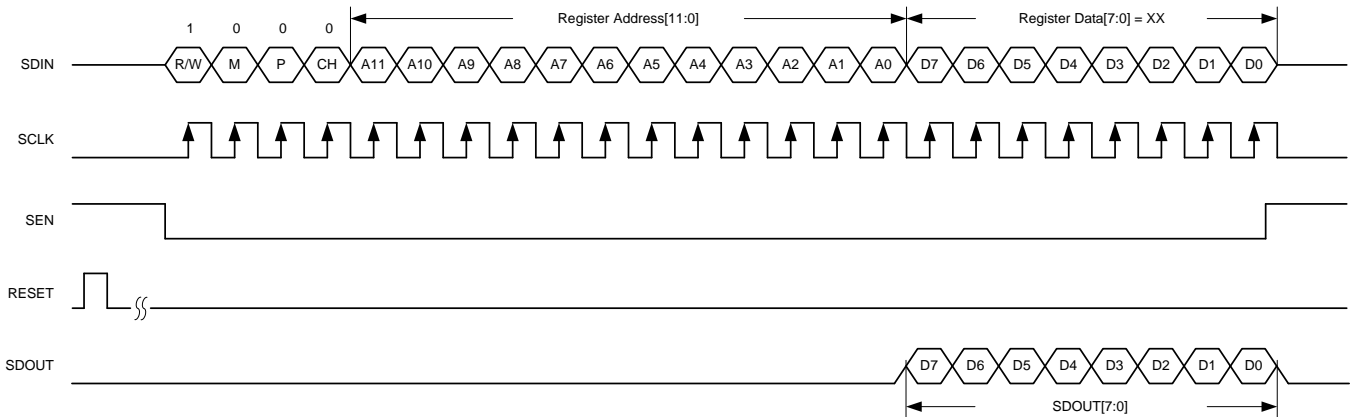 1 0 0 0 Register Address[11:0] Register Data[7:0] = XX
SDIN R/W M P CH A11 A10 A9 A8 A7 A6 A5 A4 A3 A2 A1 A0 D7 D6 D5 D4 D3 D2 D1 D0
SCLK
SEN
RESET
SDOUT D7 D6 D5 D4 D3 D2 D1 D0
SDOUT[7:0]